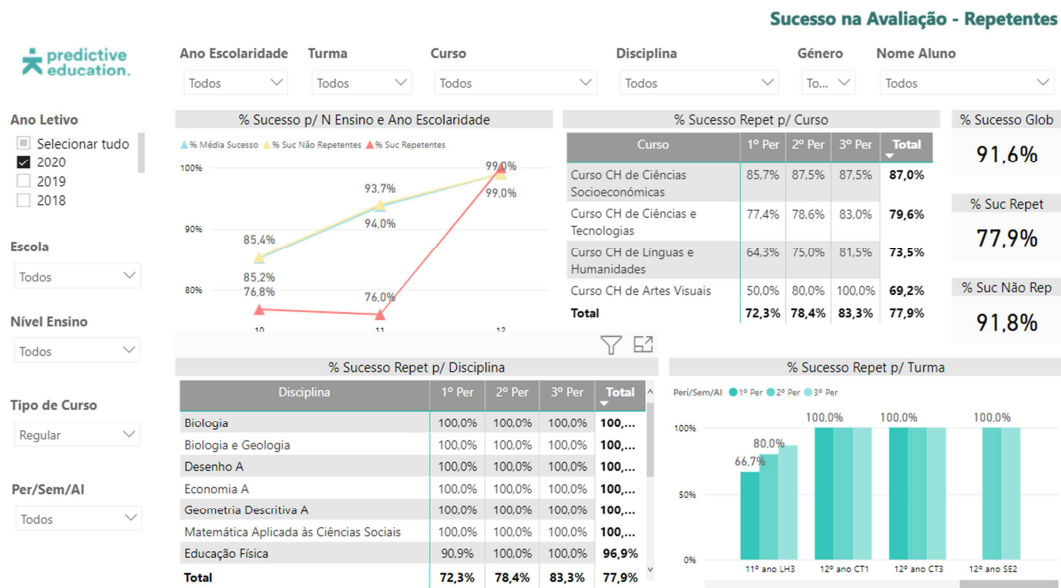 Sucesso na Avaliação - Repetentes
predictive
education.
Ano Escolaridade
Turma
Curso
Disciplina
Género
Nome Aluno
Todos
Todos
Todos
Todos
To...
Todos
Ano Letivo
Selecionar tudo
2020
2019
2018
Escola
Todos
Nível Ensino
Todos
Tipo de Curso
Regular
Per/Sem/AI
Todos
% Sucesso p/ N Ensino e Ano Escolaridade
% Média Sucesso % Suc Não Repetentes % Suc Repetentes
100%
90%
80%
99,0%
99,0%
93,7%
94,0%
85,4%
85,2%
76,8%
76,0%
10 11 12
% Sucesso Repet p/ Curso
Curso 1º Per 2º Per 3º Per Total
Curso CH de Ciências Socioeconómicas 85,7% 87,5% 87,5% 87,0%
Curso CH de Ciências e Tecnologias 77,4% 78,6% 83,0% 79,6%
Curso CH de Línguas e Humanidades 64,3% 75,0% 81,5% 73,5%
Curso CH de Artes Visuais 50,0% 80,0% 100,0% 69,2%
Total 72,3% 78,4% 83,3% 77,9%
% Sucesso Glob
91,6%
% Suc Repet
77,9%
% Suc Não Rep
91,8%
% Sucesso Repet p/ Disciplina
Disciplina 1º Per 2º Per 3º Per Total
Biologia 100,0% 100,0% 100,0% 100,...
Biologia e Geologia 100,0% 100,0% 100,0% 100,...
Desenho A 100,0% 100,0% 100,0% 100,...
Economia A 100,0% 100,0% 100,0% 100,...
Geometria Descritiva A 100,0% 100,0% 100,0% 100,...
Matemática Aplicada às Ciências Sociais 100,0% 100,0% 100,0% 100,...
Educação Física 90,9% 100,0% 100,0% 96,9%
Total 72,3% 78,4% 83,3% 77,9%
% Sucesso Repet p/ Turma
Perí/Sem/AI 1º Per 2º Per 3º Per
100%
50%
0%
66,7%
80,0%
100,0%
100,0%
100,0%
11º ano LH3
12º ano CT1
12º ano CT3
12º ano SE2